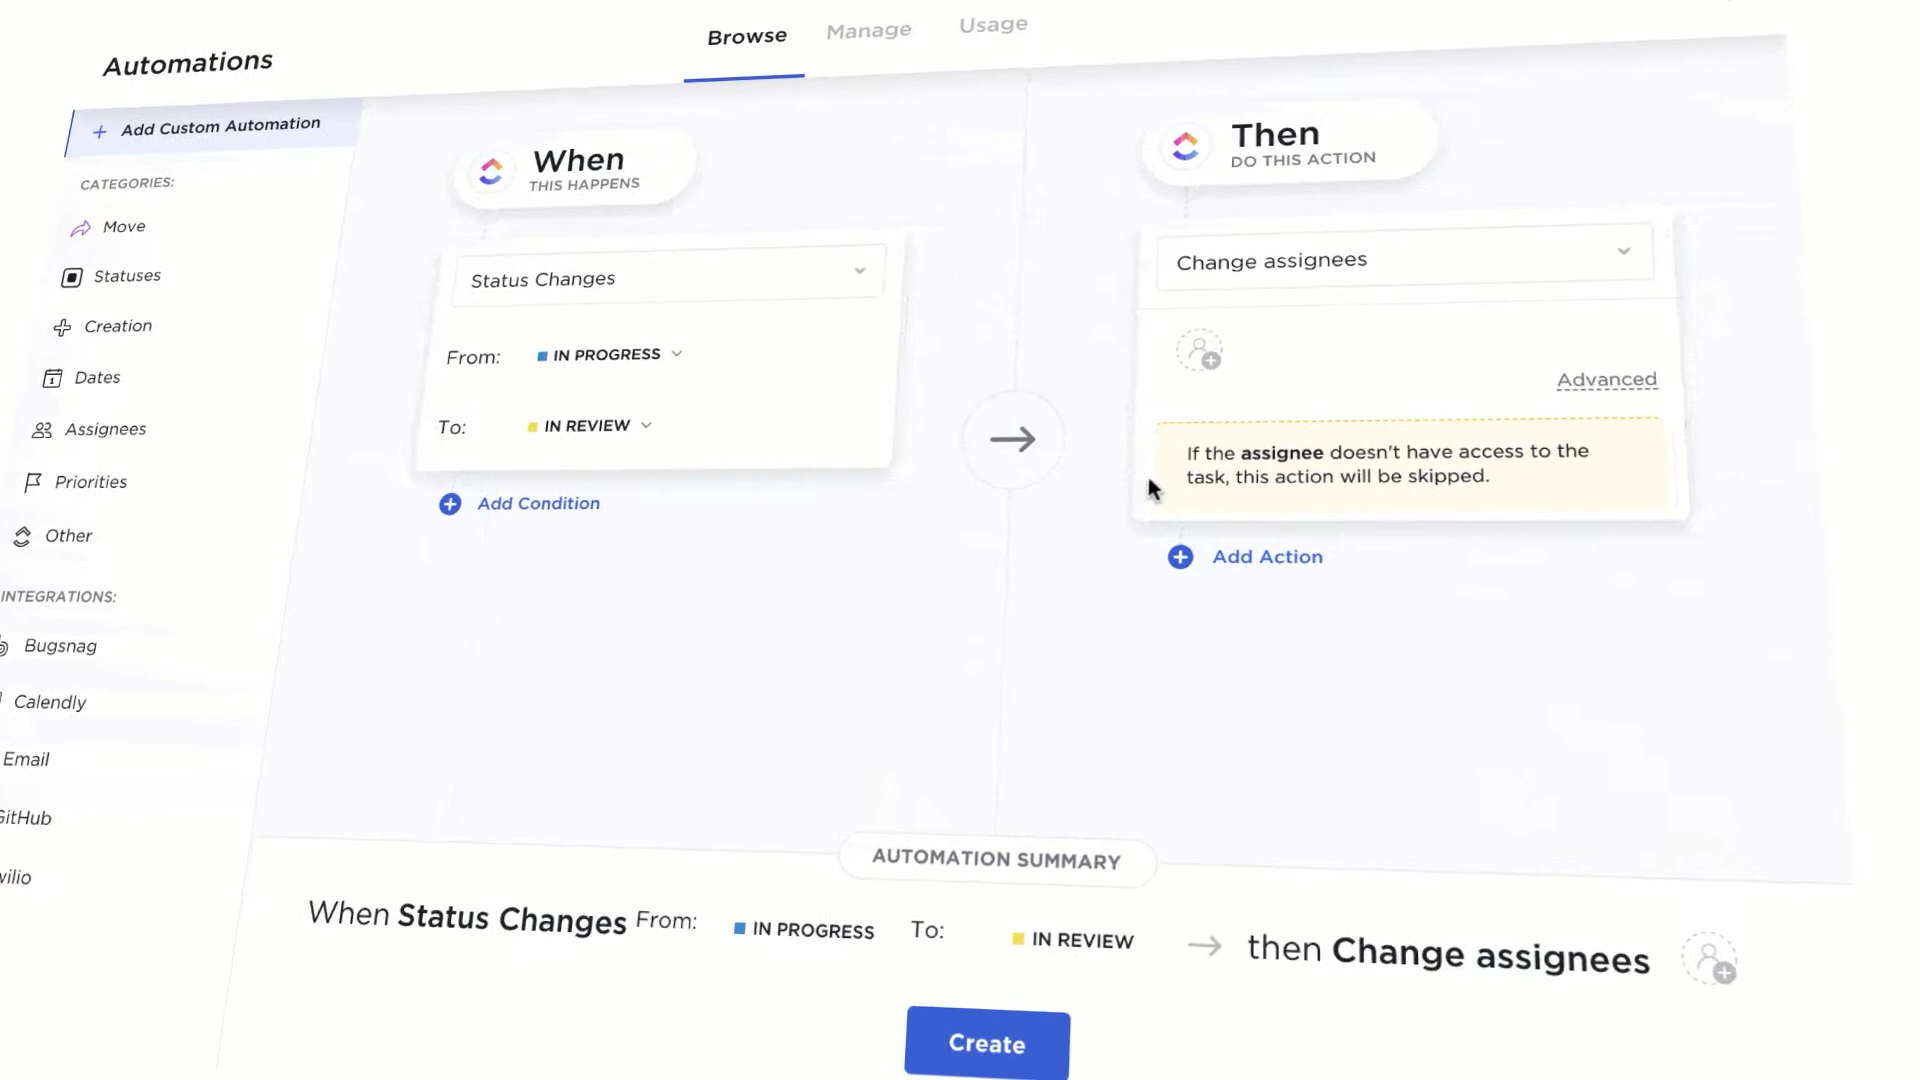 Automations
Browse
Manage
Usage
Add Custom Automation
CATEGORIES:
Move
Statuses
Creation
Dates
Assignees
Priorities
Other
INTEGRATIONS:
Bugsnag
Calendly
Email
GitHub
wilio
When
THIS HAPPENS
Status Changes
From: IN PROGRESS
To: IN REVIEW
Add Condition
Then
DO THIS ACTION
Change assignees
Advanced
If the assignee doesn't have access to the
task, this action will be skipped.
Add Action
AUTOMATION SUMMARY
When Status Changes From: IN PROGRESS To: IN REVIEW then Change assignees
Create